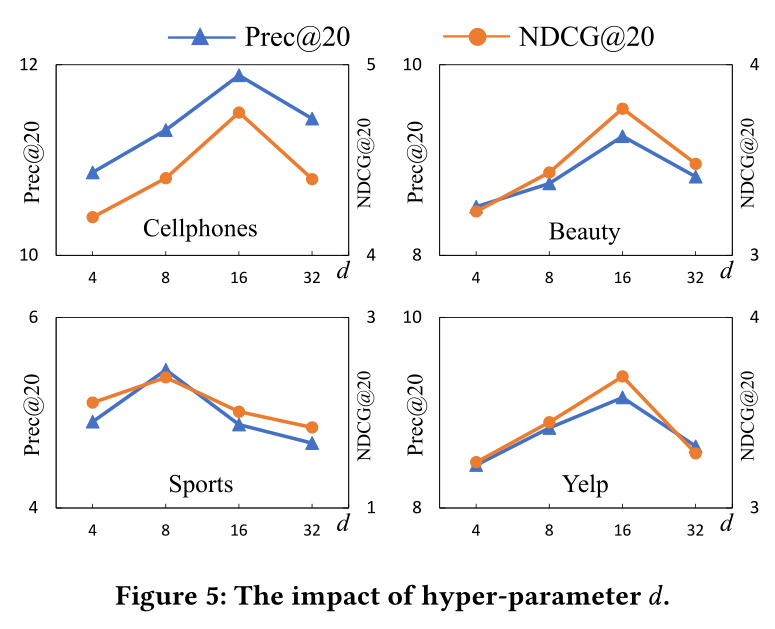 Prec@20 NDCG@20
12 5 10 4
Prec@20 NDCG@20 Prec@20 NDCG@20
Cellphones Beauty
10 4 8 3
4 8 16 32 d 4 8 16 32 d
6 3 10 4
Prec@20 NDCG@20 Prec@20 NDCG@20
Sports Yelp
4 1 8 3
4 8 16 32 d 4 8 16 32 d
Figure 5: The impact of hyper-parameter d.